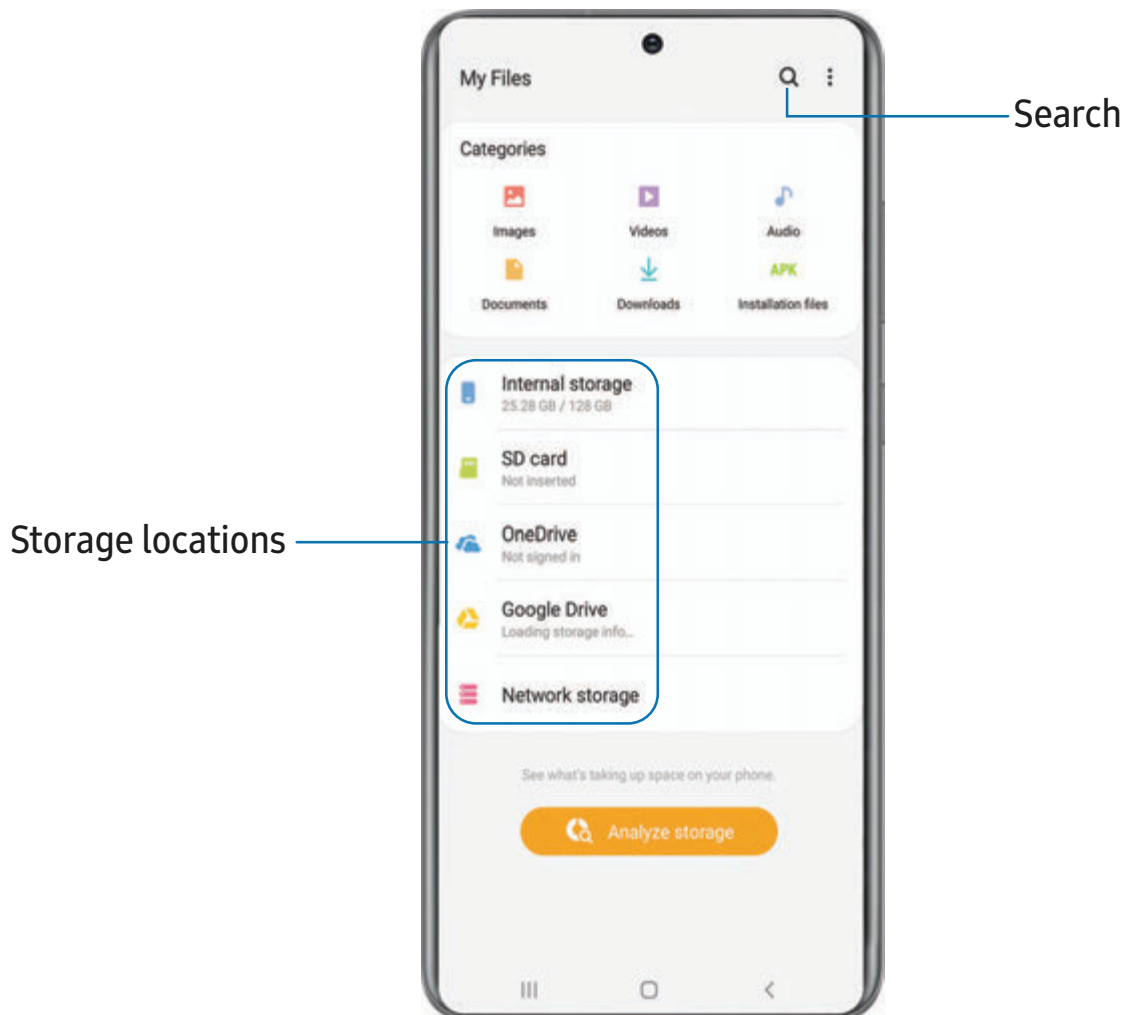 My Files
Search
Categories
Images
Videos
Audio
APK
Documents
Downloads
Installation files
Internal storage
25.28 GB / 128 GB
SD card
Not inserted
Storage locations
OneDrive
Not signed in
Google Drive
Loading storage info...
Network storage
See what's taking up space on your phone.
Analyze storage